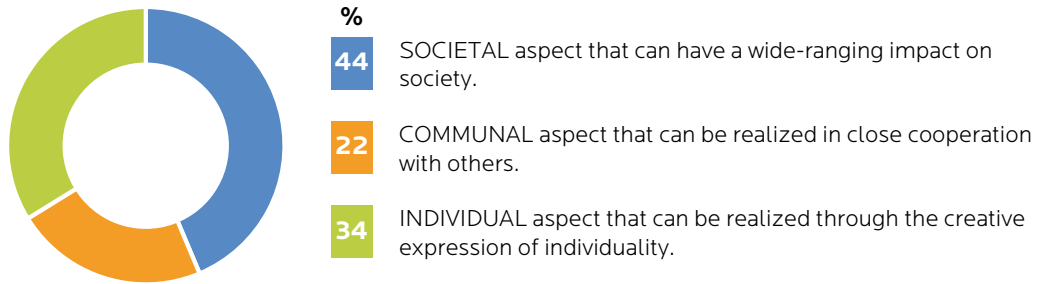 %
44
SOCIETAL aspect that can have a wide-ranging impact on
society.
22
COMMUNAL aspect that can be realized in close cooperation
with others.
34
INDIVIDUAL aspect that can be realized through the creative
expression of individuality.